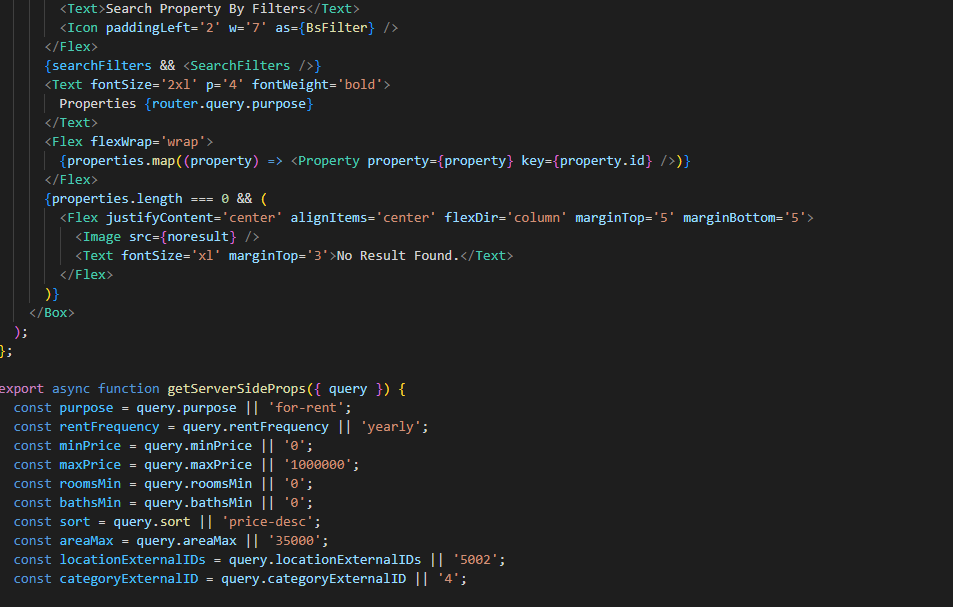 <Text>Search Property By Filters</Text>
<Icon paddingLeft='2' w='7' as={BsFilter} />
</Flex>
{searchFilters && <SearchFilters />}
<Text fontSize='2xl' p='4' fontWeight='bold'>
Properties {router.query.purpose}
</Text>
<Flex flexWrap='wrap'>
{properties.map((property) => <Property property={property} key={property.id} />)}
</Flex>
{properties.length === 0 && (
<Flex justifyContent='center' alignItems='center' flexDir='column' marginTop='5' marginBottom='5'>
<Image src={noresult} />
<Text fontSize='xl' marginTop='3'>No Result Found.</Text>
</Flex>
)}
</Box>
);
};
export async function getServerSideProps({ query }) {
const purpose = query.purpose || 'for-rent';
const rentFrequency = query.rentFrequency || 'yearly';
const minPrice = query.minPrice || '0';
const maxPrice = query.maxPrice || '1000000';
const roomsMin = query.roomsMin || '0';
const bathsMin = query.bathsMin || '0';
const sort = query.sort || 'price-desc';
const areaMax = query.areaMax || '35000';
const locationExternalIDs = query.locationExternalIDs || '5002';
const categoryExternalID = query.categoryExternalID || '4';